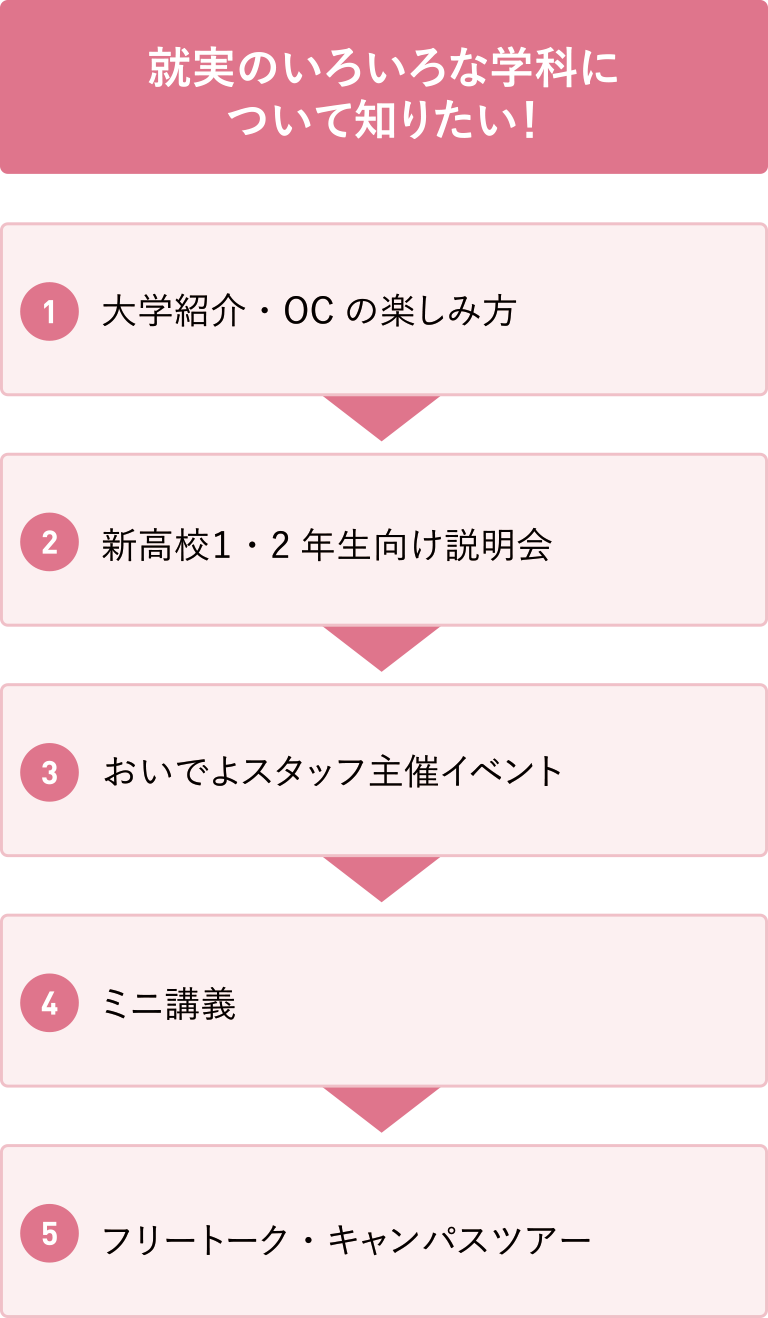 就実のいろいろな学科に
ついて知りたい！
1 大学紹介・OC の楽しみ方
2 新高校1・2 年生向け説明会
3 おいでよスタッフ主催イベント
4 ミニ講義
5 フリートーク・キャンパスツアー